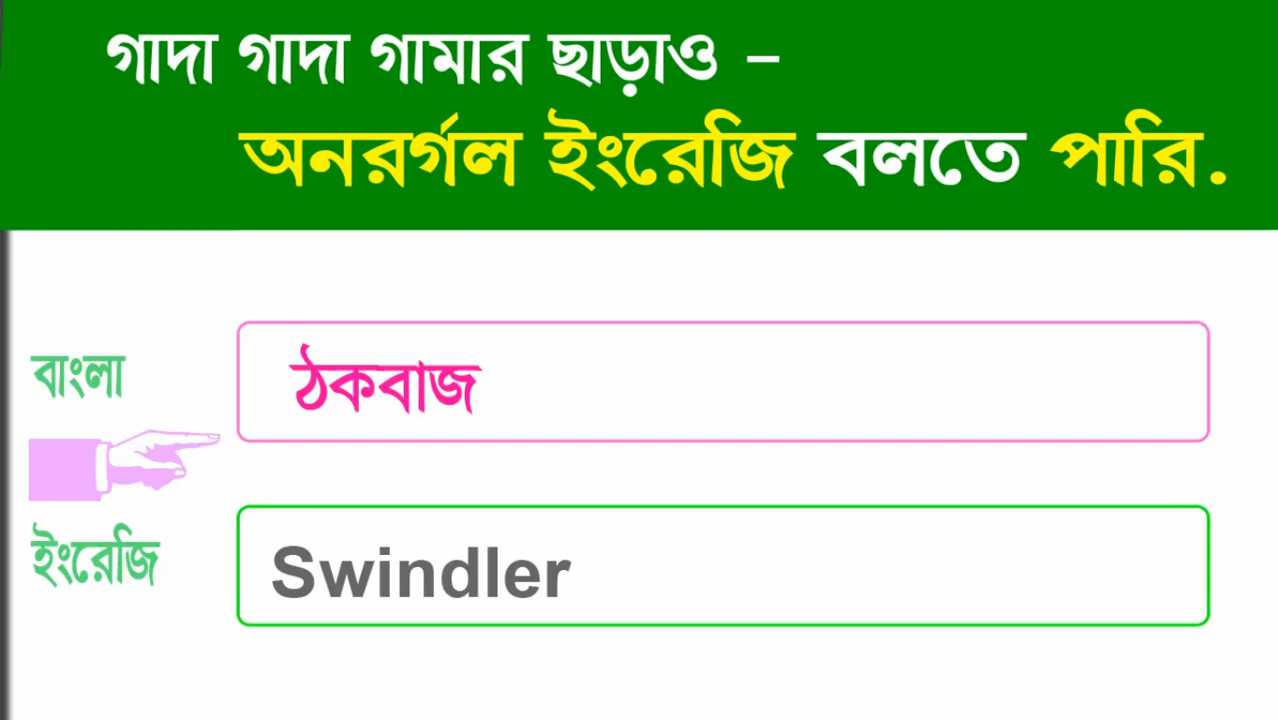 গাদা গাদা গামার ছাড়াও –
অনরর্গল ইংরেজি বলতে পারি.
বাংলা
ঠকবাজ
ইংরেজি
Swindler